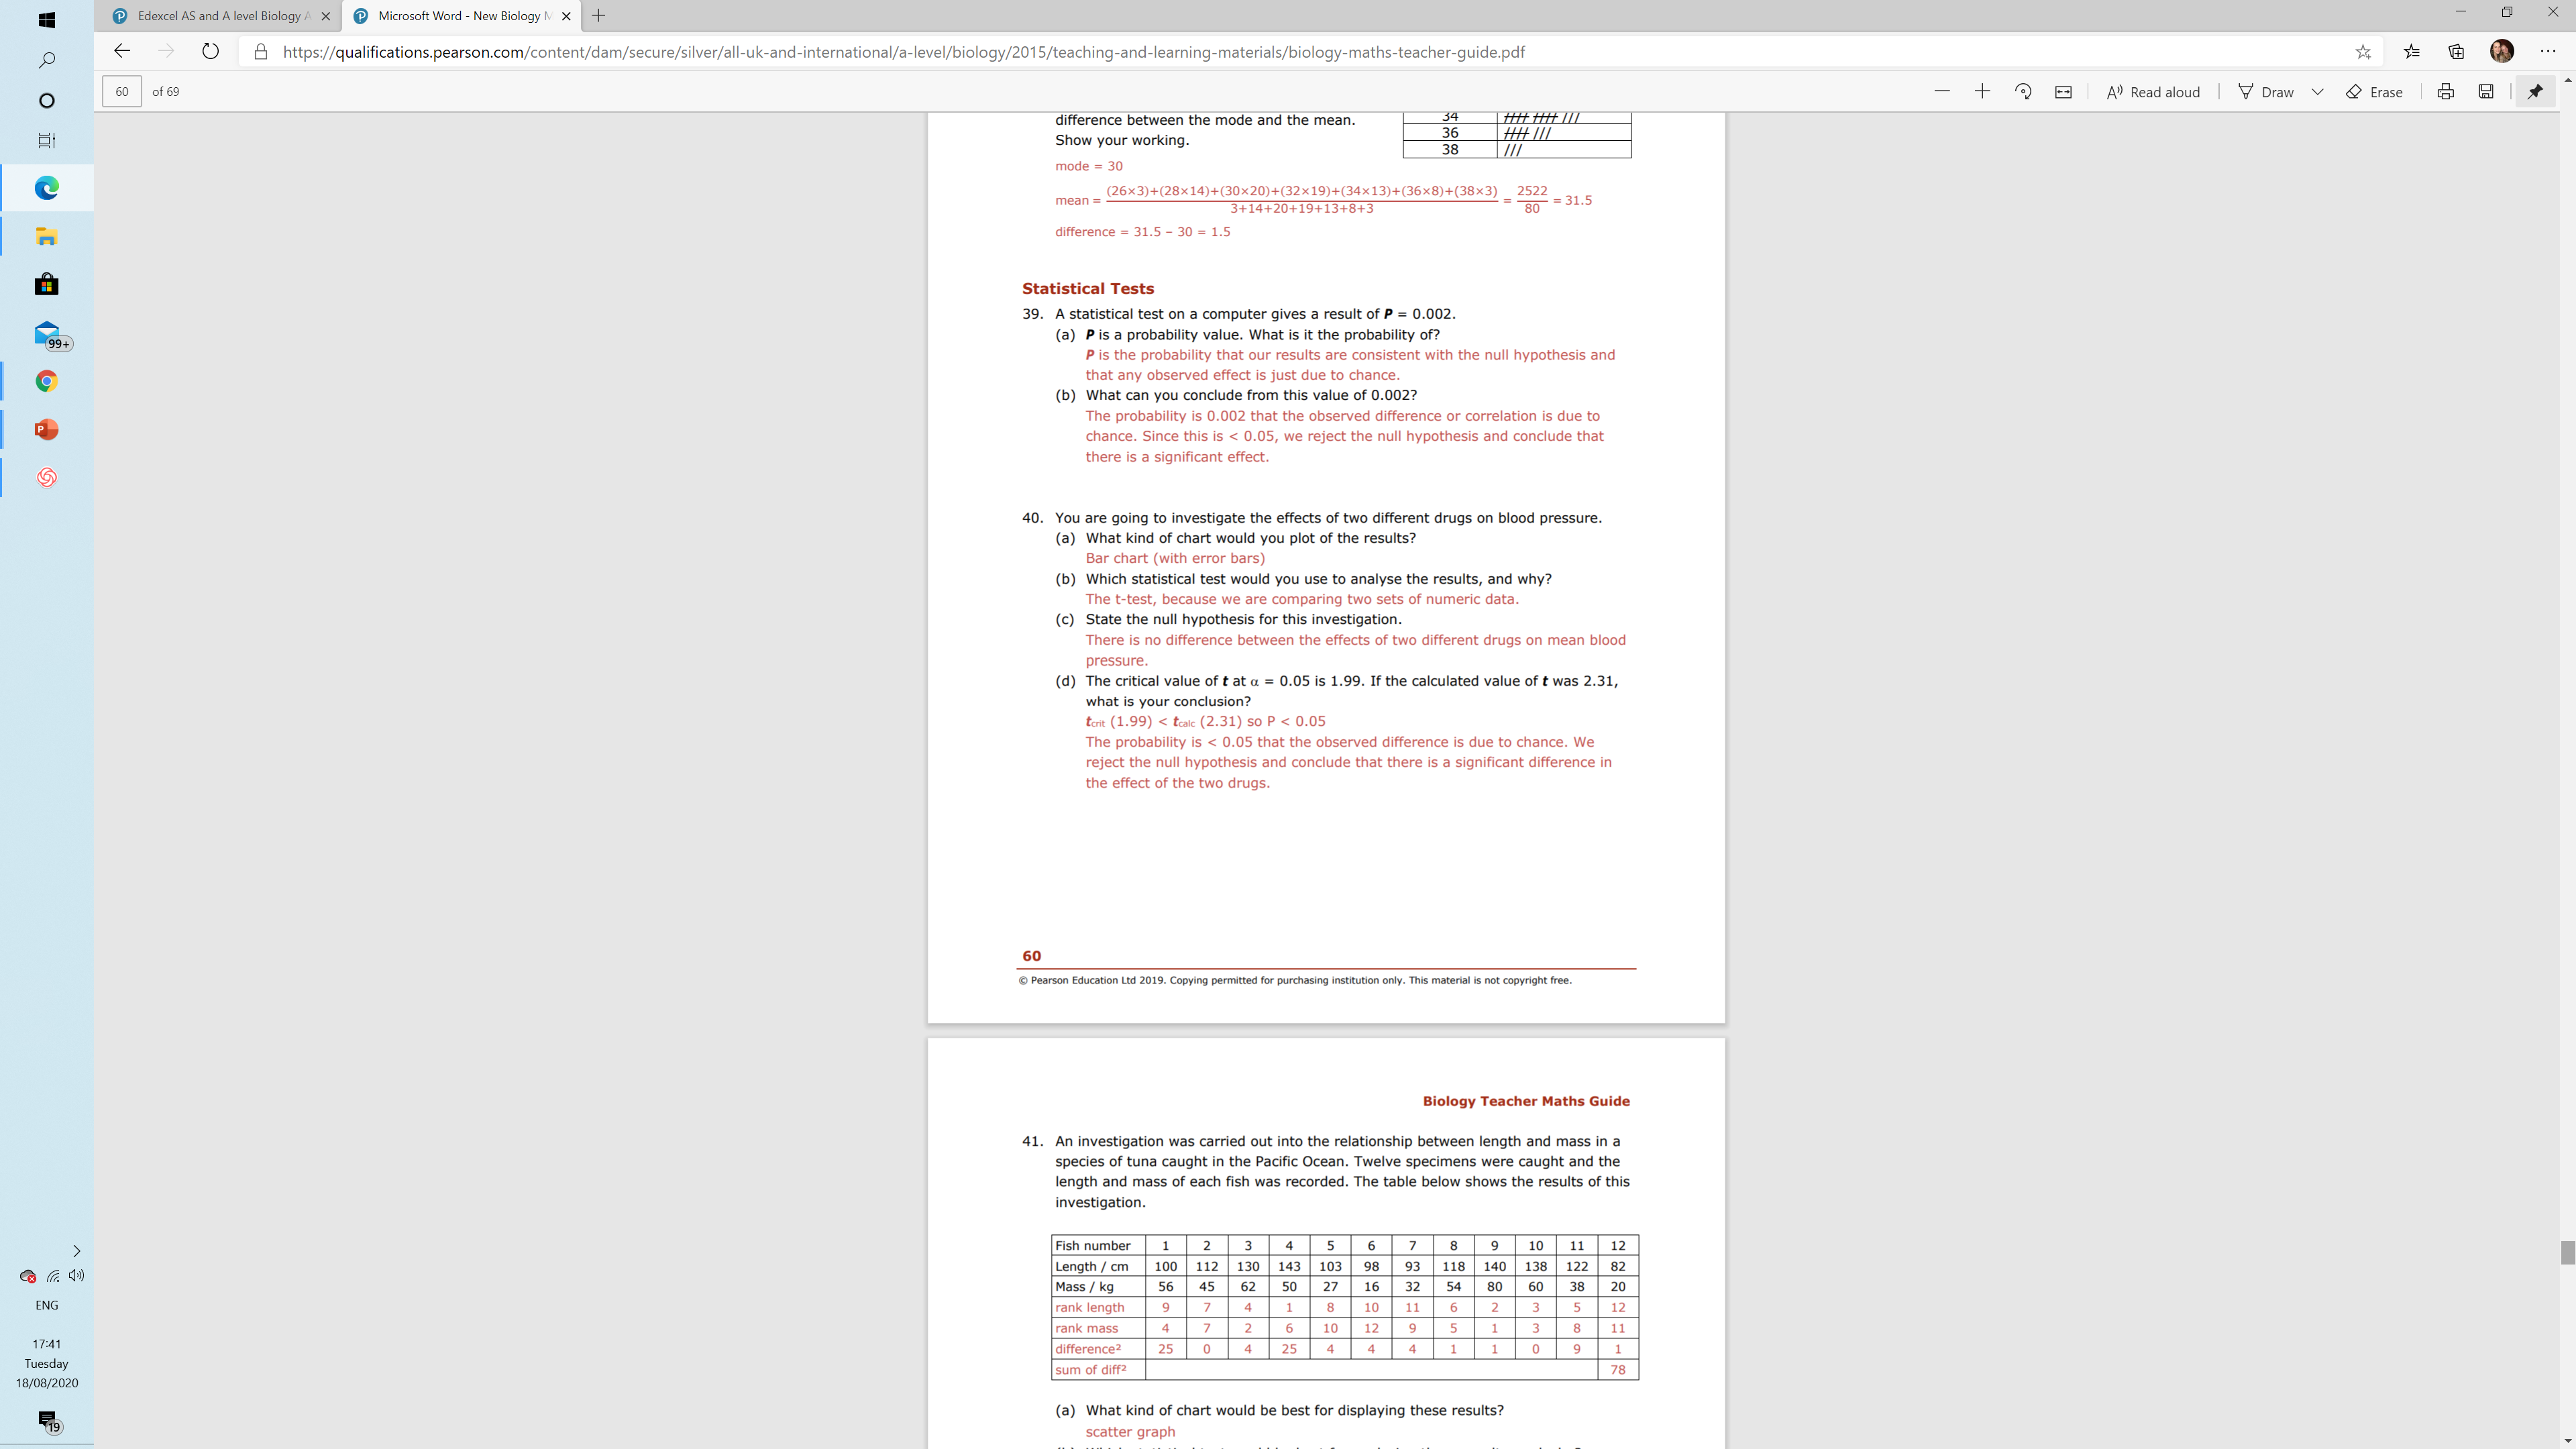 Edexcel AS and A level Biology A
Microsoft Word - New Biology M
https://qualifications.pearson.com/content/dam/secure/silver/all-uk-and-international/a-level/biology/2015/teaching-and-learning-materials/biology-maths-teacher-guide.pdf
60 of 69
Read aloud
Draw
Erase
difference between the mode and the mean.
Show your working.
34
36
38
mode = 30
mean = (26×3)+(28×14)+(30×20)+(32×19)+(34×13)+(36×8)+(38×3) / 3+14+20+19+13+8+3 = 2522 / 80 = 31.5
difference = 31.5 – 30 = 1.5
Statistical Tests
39. A statistical test on a computer gives a result of P = 0.002.
(a) P is a probability value. What is it the probability of?
P is the probability that our results are consistent with the null hypothesis and
that any observed effect is just due to chance.
(b) What can you conclude from this value of 0.002?
The probability is 0.002 that the observed difference or correlation is due to
chance. Since this is < 0.05, we reject the null hypothesis and conclude that
there is a significant effect.
40. You are going to investigate the effects of two different drugs on blood pressure.
(a) What kind of chart would you plot of the results?
Bar chart (with error bars)
(b) Which statistical test would you use to analyse the results, and why?
The t-test, because we are comparing two sets of numeric data.
(c) State the null hypothesis for this investigation.
There is no difference between the effects of two different drugs on mean blood
pressure.
(d) The critical value of t at α = 0.05 is 1.99. If the calculated value of t was 2.31,
what is your conclusion?
tcrit (1.99) < tcalc (2.31) so P < 0.05
The probability is < 0.05 that the observed difference is due to chance. We
reject the null hypothesis and conclude that there is a significant difference in
the effect of the two drugs.
60
© Pearson Education Ltd 2019. Copying permitted for purchasing institution only. This material is not copyright free.
Biology Teacher Maths Guide
41. An investigation was carried out into the relationship between length and mass in a
species of tuna caught in the Pacific Ocean. Twelve specimens were caught and the
length and mass of each fish was recorded. The table below shows the results of this
investigation.
Fish number 1 2 3 4 5 6 7 8 9 10 11 12
Length / cm 100 112 130 143 103 98 93 118 140 138 122 82
Mass / kg 56 45 62 50 27 16 32 54 80 60 38 20
rank length 9 7 4 1 8 10 11 6 2 3 5 12
rank mass 4 7 2 6 10 12 9 5 1 3 8 11
difference² 25 0 4 25 4 4 4 1 1 0 9 1
sum of diff² 78
(a) What kind of chart would be best for displaying these results?
scatter graph
99+
ENG
17:41
Tuesday
18/08/2020
19